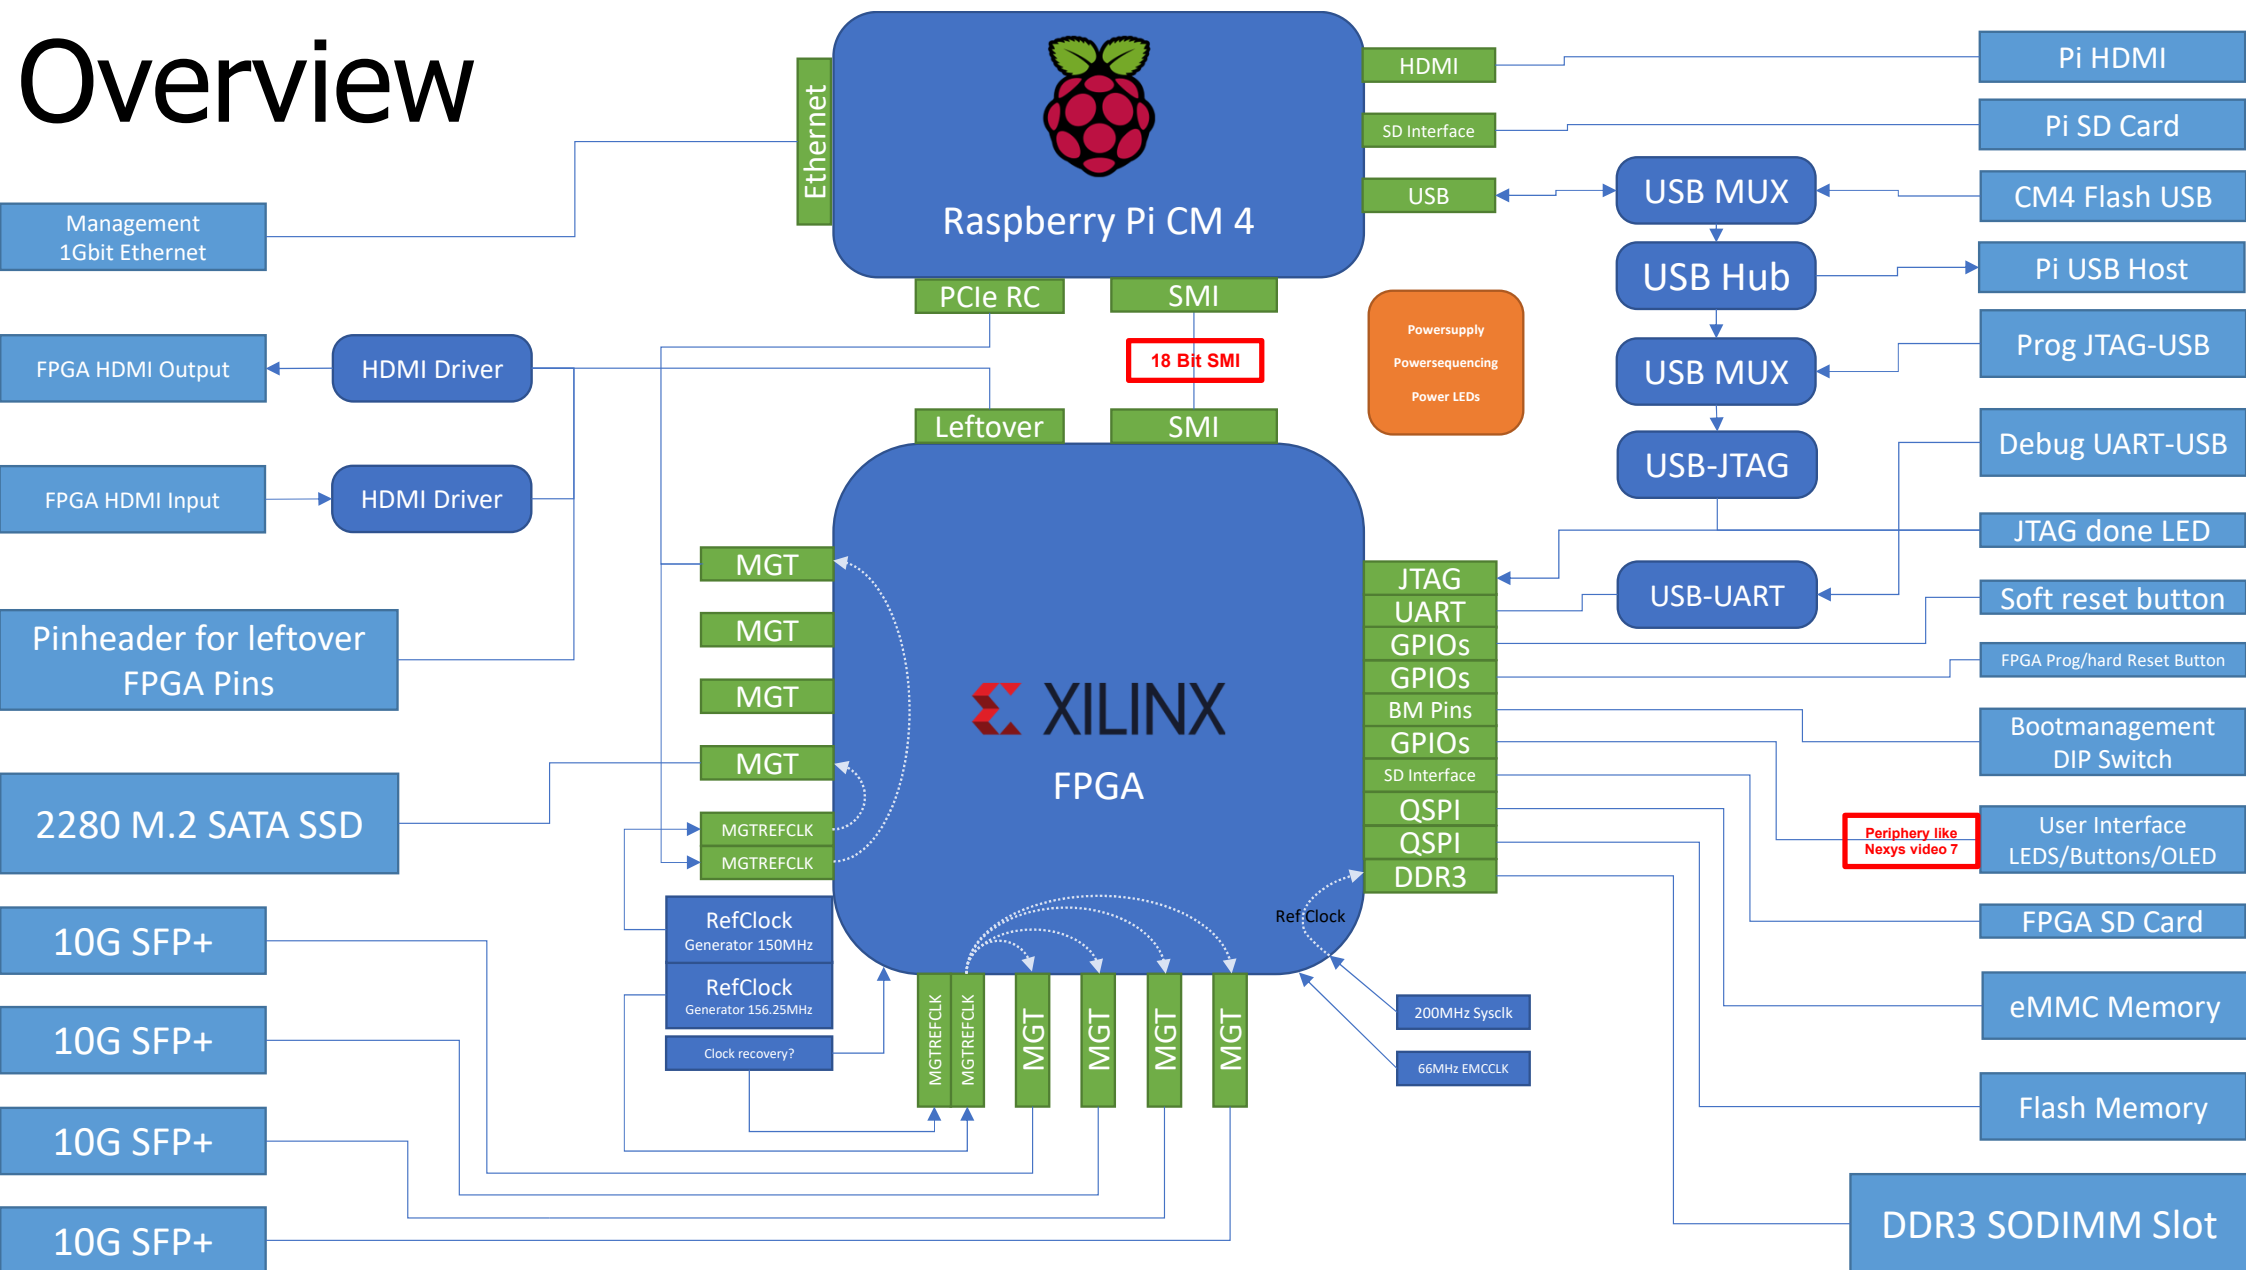 Overview
Ethernet
Raspberry Pi CM 4
HDMI
SD Interface
USB
PCIe RC
SMI
Pi HDMI
Pi SD Card
USB MUX
CM4 Flash USB
USB Hub
Pi USB Host
USB MUX
Prog JTAG-USB
USB-JTAG
Debug UART-USB
JTAG done LED
USB-UART
Soft reset button
FPGA Prog/hard Reset Button
Bootmanagement
DIP Switch
Periphery like
Nexys video 7
User Interface
LEDS/Buttons/OLED
FPGA SD Card
eMMC Memory
Flash Memory
DDR3 SODIMM Slot
Management
1Gbit Ethernet
FPGA HDMI Output
HDMI Driver
FPGA HDMI Input
HDMI Driver
Pinheader for leftover
FPGA Pins
2280 M.2 SATA SSD
10G SFP+
10G SFP+
10G SFP+
10G SFP+
18 Bit SMI
Powersupply
Powersequencing
Power LEDs
Leftover
SMI
XILINX
FPGA
MGT
MGT
MGT
MGT
MGTREFCLK
MGTREFCLK
RefClock
Generator 150MHz
RefClock
Generator 156.25MHz
Clock recovery?
MGTREFCLK
MGTREFCLK
MGT
MGT
MGT
MGT
JTAG
UART
GPIOs
GPIOs
BM Pins
GPIOs
SD Interface
QSPI
QSPI
DDR3
Ref Clock
200MHz Sysclk
66MHz EMCCLK